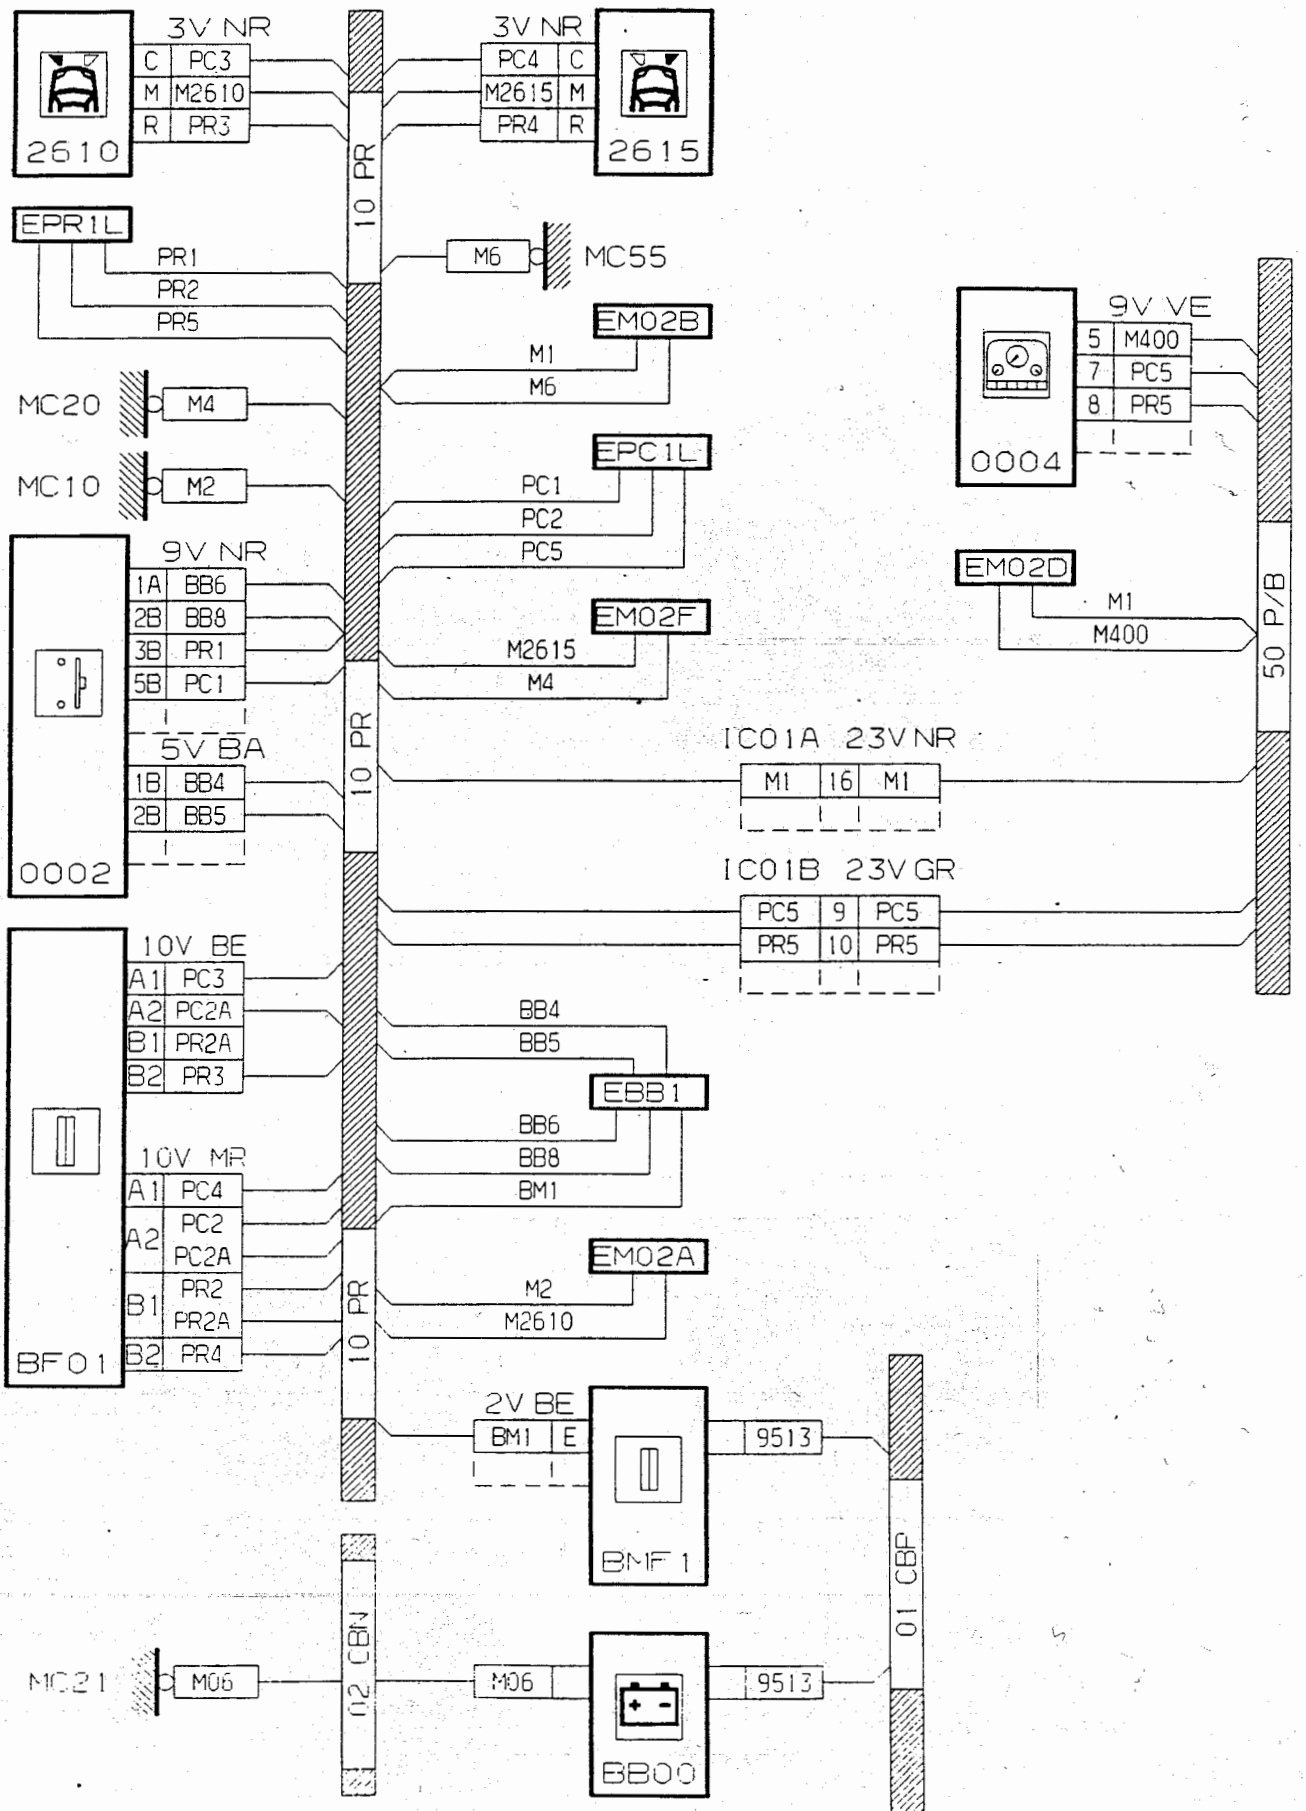 3V NR
C PC3
M M2610
R PR3
2610
3V NR
PC4 C
M2615 M
PR4 R
2615
10 PR
EPR1L
PR1
PR2
PR5
M6 MC55
EM02B
M1
M6
MC20 M4
MC10 M2
EPC1L
PC1
PC2
PC5
9V VE
5 M400
7 PC5
8 PR5
0004
EM02D
M1
M400
50 P/B
9V NR
1A BB6
2B BB8
3B PR1
5B PC1
5V BA
1B BB4
2B BB5
0002
EM02F
M2615
M4
10 PR
IC01A 23V NR
M1 16 M1
IC01B 23V GR
PC5 9 PC5
PR5 10 PR5
10V BE
A1 PC3
A2 PC2A
B1 PR2A
B2 PR3
10V MR
A1 PC4
A2 PC2
PC2A
B1 PR2
PR2A
B2 PR4
BF01
BB4
BB5
EBB1
BB6
BB8
BM1
EM02A
M2
M2610
10 PR
2V BE
BM1 E
9513
BMF1
01 CBP
02 CBN
MC21 M06
M06
9513
BB00